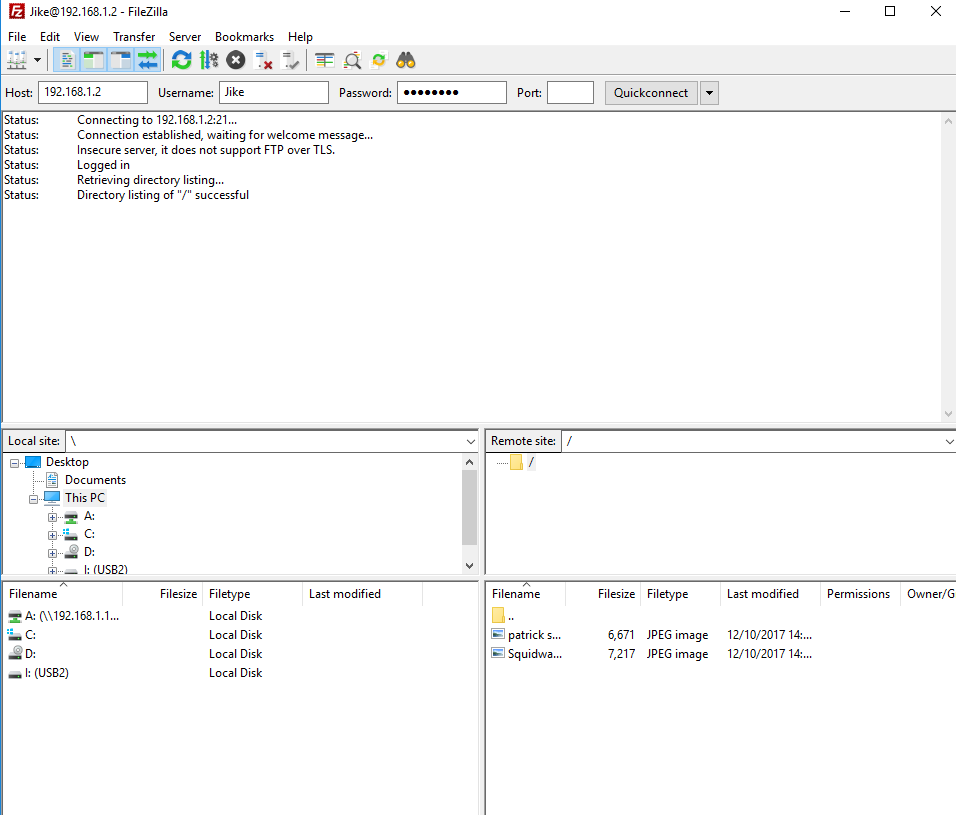 Jike@192.168.1.2 - FileZilla
File Edit View Transfer Server Bookmarks Help
Host: 192.168.1.2 Username: Jike Password: ●●●●●●●● Port: Quickconnect
Status: Connecting to 192.168.1.2:21...
Status: Connection established, waiting for welcome message...
Status: Insecure server, it does not support FTP over TLS.
Status: Logged in
Status: Retrieving directory listing...
Status: Directory listing of "/" successful
Local site: \
Desktop
Documents
This PC
A:
C:
D:
I: (USB2)
Remote site: /
/
Filename Filesize Filetype Last modified
A: (\\192.168.1.1... Local Disk
C: Local Disk
D: Local Disk
I: (USB2) Local Disk
Filename Filesize Filetype Last modified Permissions Owner/G
..
patrick s... 6,671 JPEG image 12/10/2017 14:...
Squidwa... 7,217 JPEG image 12/10/2017 14:...